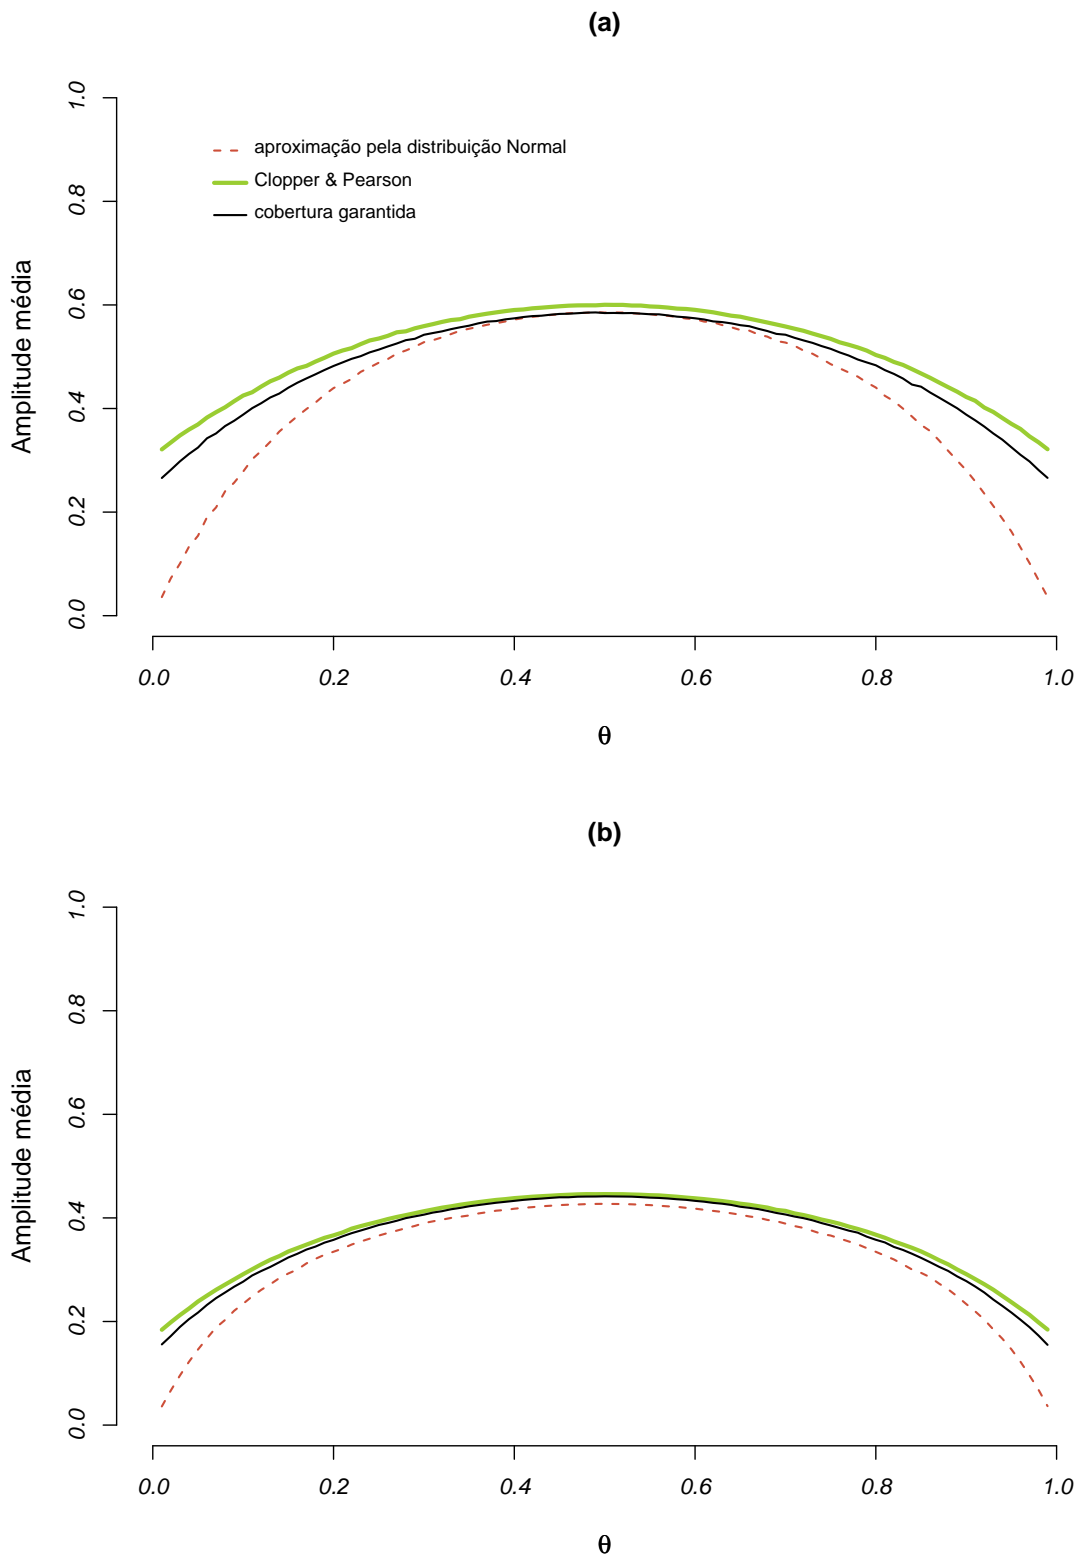 (a)
1.0
0.8
0.6
0.4
0.2
0.0
Amplitude média
aproximação pela distribuição Normal
Clopper & Pearson
cobertura garantida
0.0 0.2 0.4 0.6 0.8 1.0
θ
(b)
1.0
0.8
0.6
0.4
0.2
0.0
Amplitude média
0.0 0.2 0.4 0.6 0.8 1.0
θ